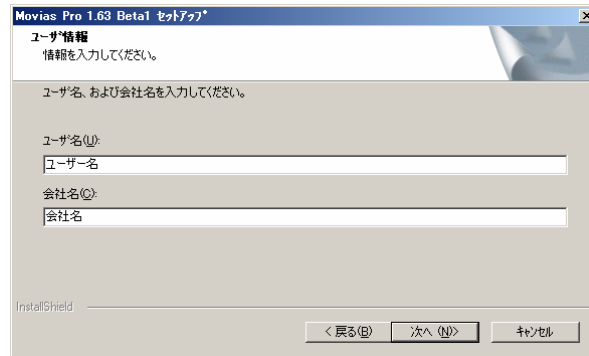 Movias Pro 1.63 Beta1 ｾｯﾄｱｯﾌﾟ
ユーザ情報
情報を入力してください。
ユーザ名、および会社名を入力してください。
ユーザ名(U):
ユーザー名
会社名(C):
会社名
InstallShield
< 戻る(B)
次へ (N)>
ｷｬﾝｾﾙ